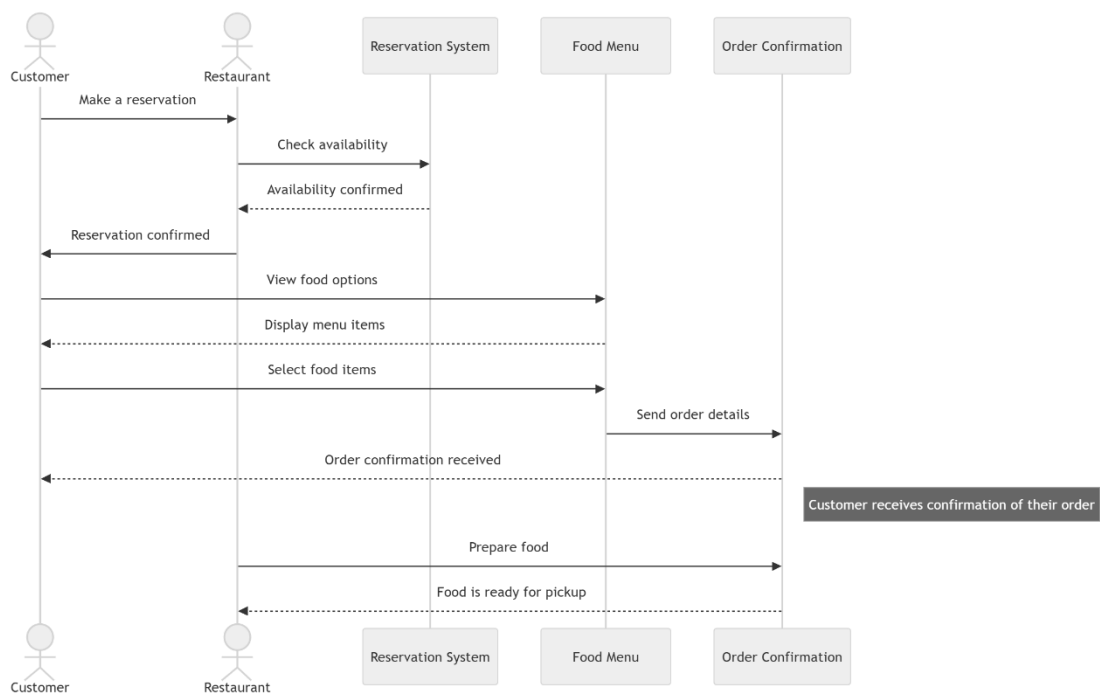 Customer
Restaurant
Reservation System
Food Menu
Order Confirmation
Make a reservation
Check availability
Availability confirmed
Reservation confirmed
View food options
Display menu items
Select food items
Send order details
Order confirmation received
Customer receives confirmation of their order
Prepare food
Food is ready for pickup
Customer
Restaurant
Reservation System
Food Menu
Order Confirmation